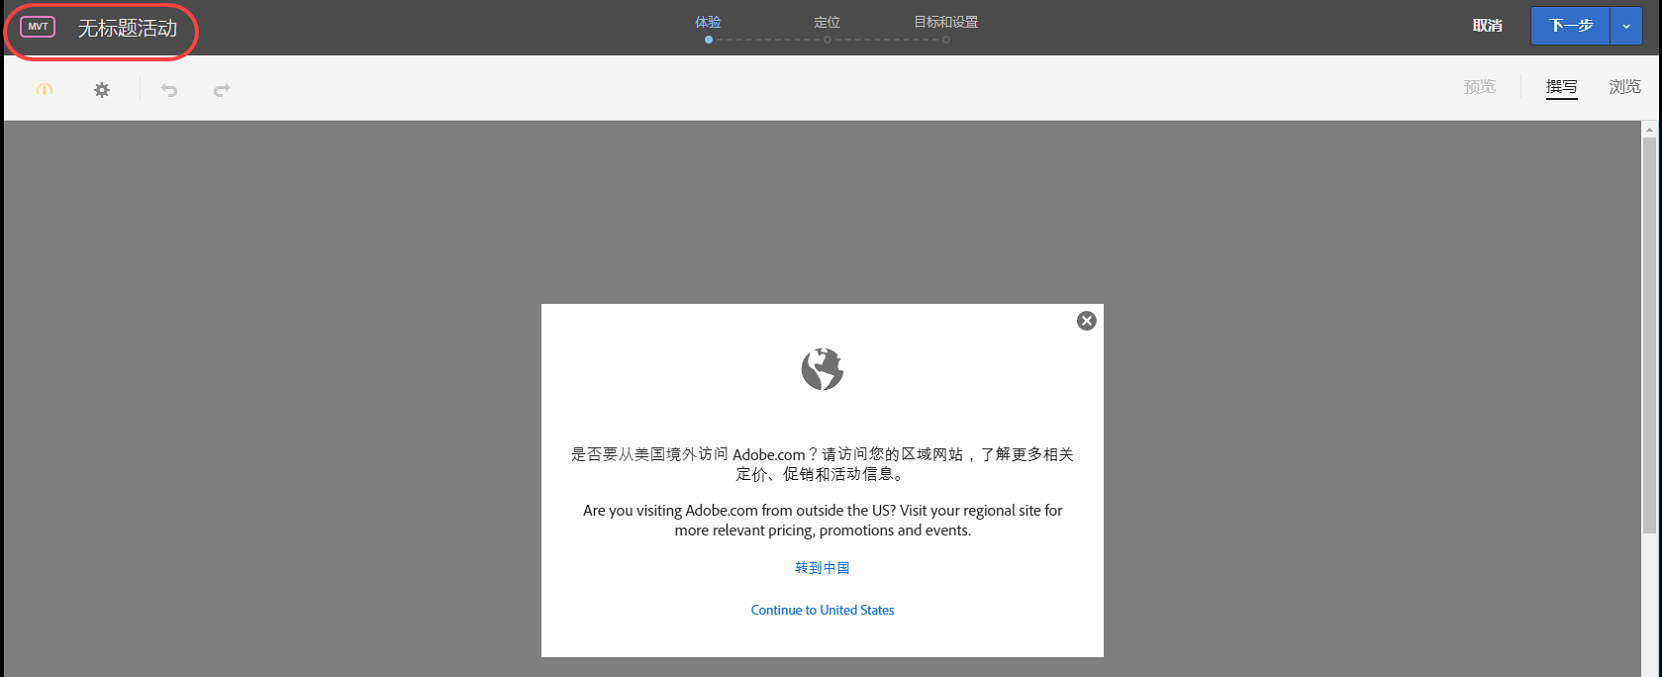 MVT 无标题活动
体验 定位 目标和设置
取消 下一步
预览 撰写 浏览
是否要从美国境外访问 Adobe.com？请访问您的区域网站，了解更多相关
定价、促销和活动信息。
Are you visiting Adobe.com from outside the US? Visit your regional site for
more relevant pricing, promotions and events.
转到中国
Continue to United States